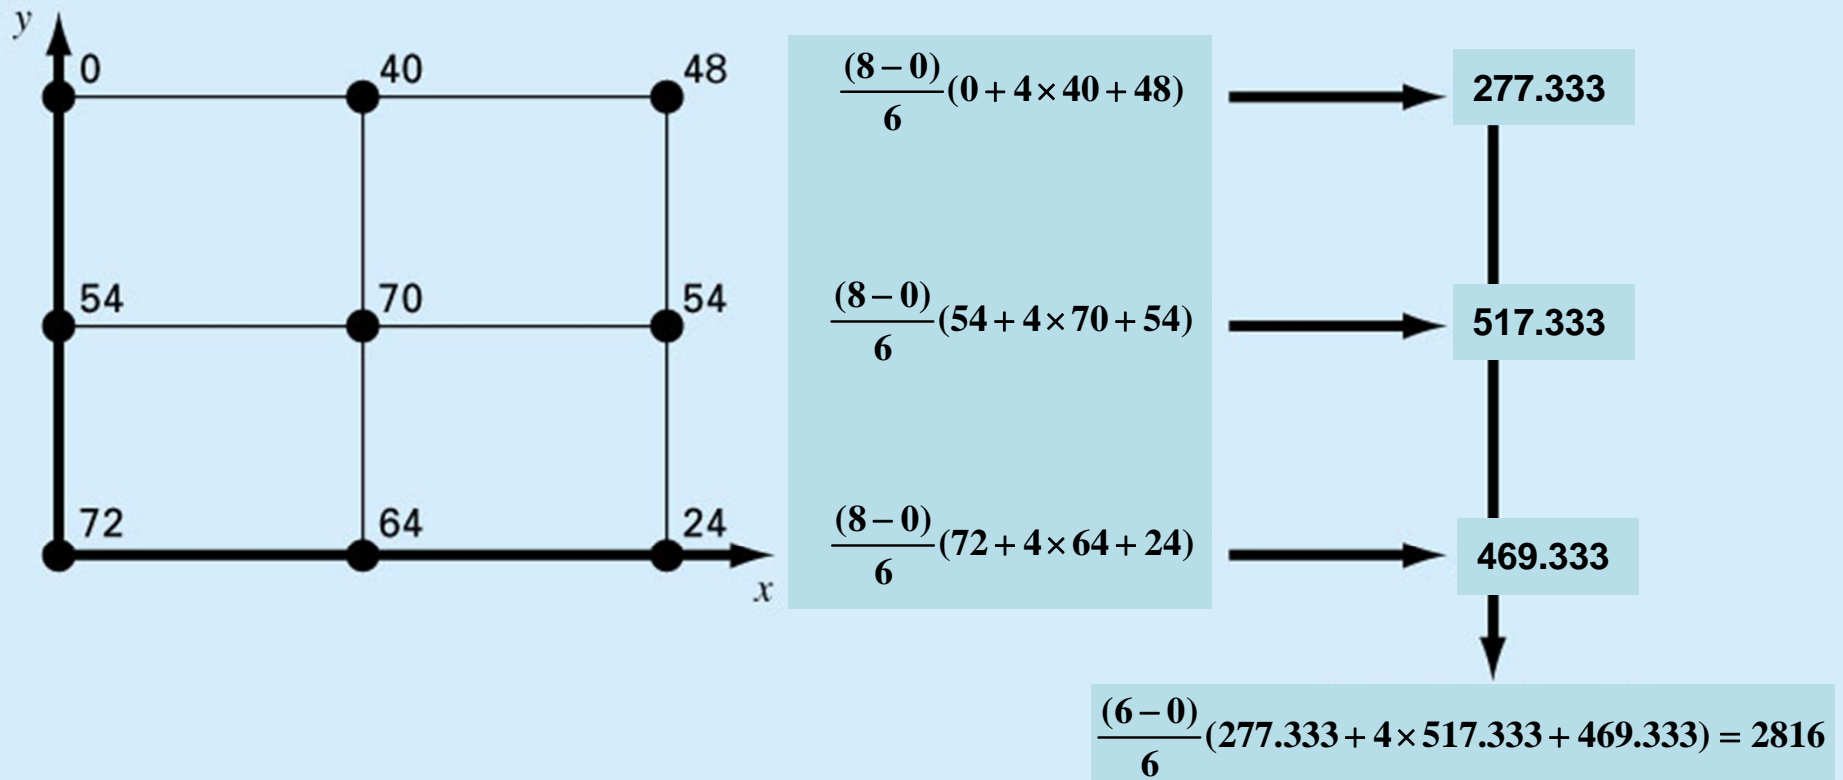 y
0 40 48
(8 − 0)/6 (0 + 4 × 40 + 48) 277.333
54 70 54
(8 − 0)/6 (54 + 4 × 70 + 54) 517.333
72 64 24
(8 − 0)/6 (72 + 4 × 64 + 24) 469.333
x
(6 − 0)/6 (277.333 + 4 × 517.333 + 469.333) = 2816